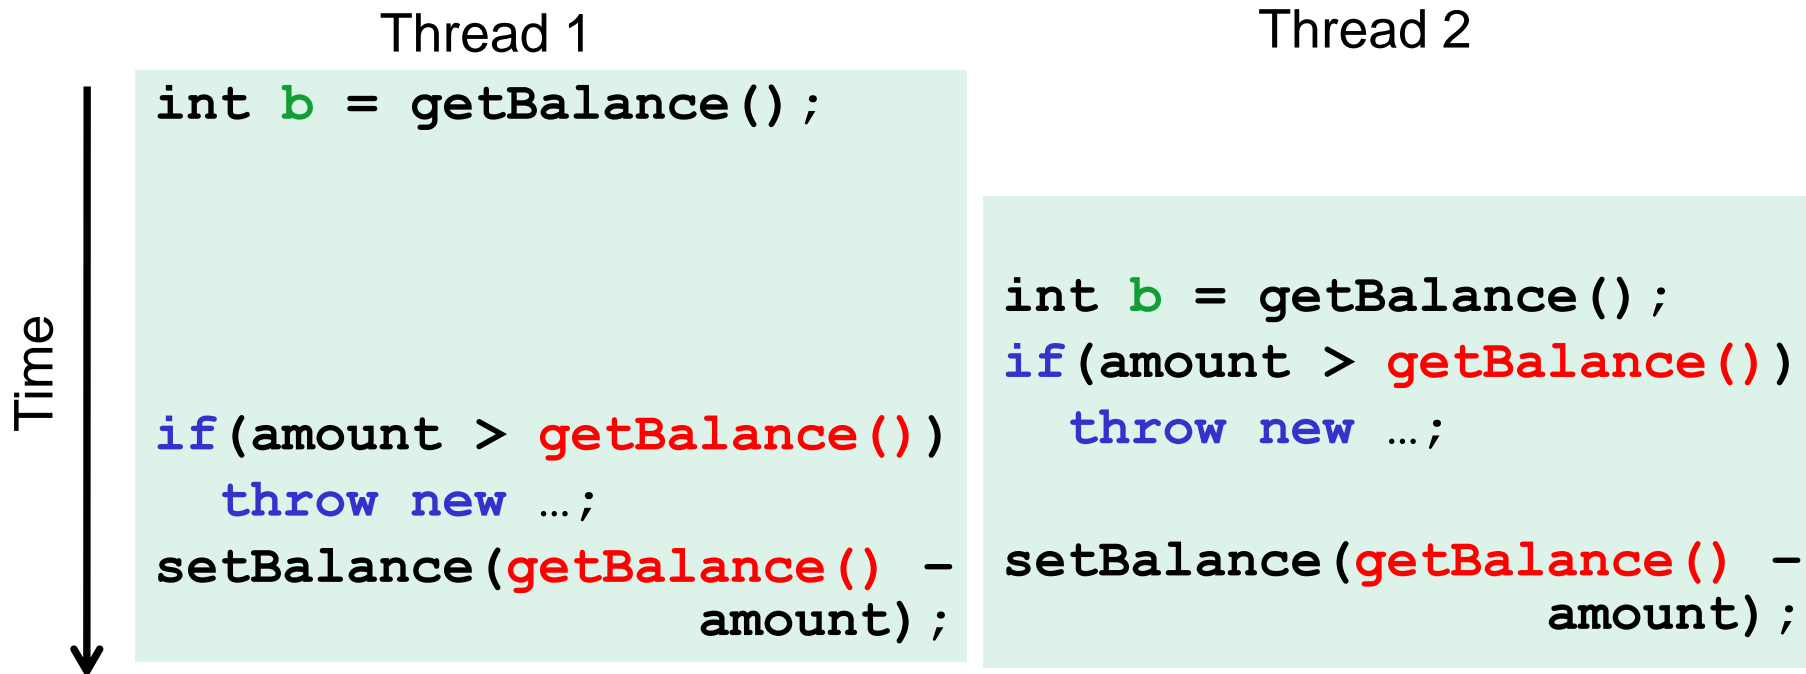 Thread 1
int b = getBalance();
if(amount > getBalance())
throw new …;
setBalance(getBalance() –
amount);
Thread 2
int b = getBalance();
if(amount > getBalance())
throw new …;
setBalance(getBalance() –
amount);
Time